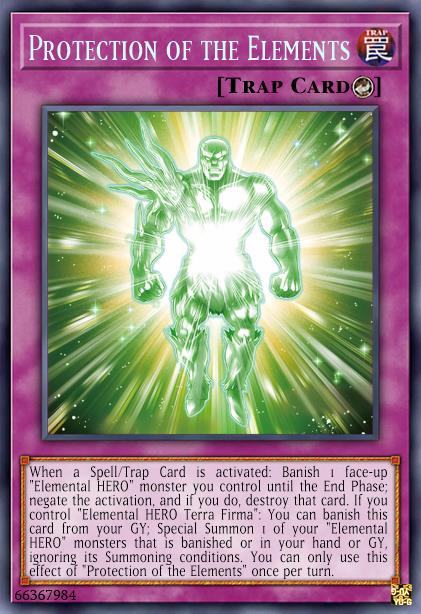 PROTECTION OF THE ELEMENTS
TRAP
罠
[TRAP CARD]
When a Spell/Trap Card is activated: Banish 1 face-up
"Elemental HERO" monster you control until the End Phase;
negate the activation, and if you do, destroy that card. If you
control "Elemental HERO Terra Firma": You can banish this
card from your GY; Special Summon 1 of your "Elemental
HERO" monsters that is banished or in your hand or GY,
ignoring its Summoning conditions. You can only use this
effect of "Protection of the Elements" once per turn.
66367984